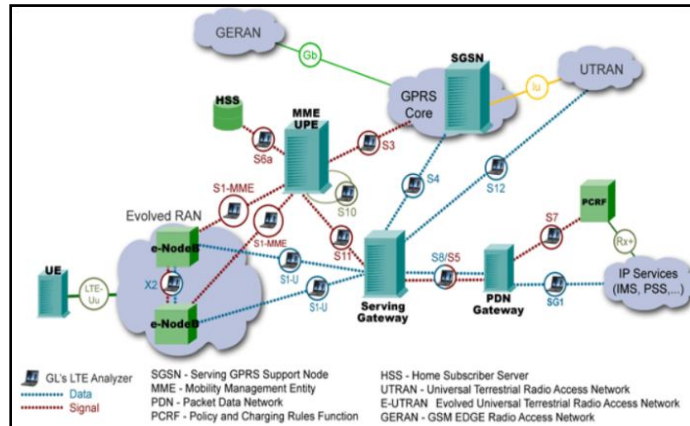 GERAN
Gb
SGSN
UTRAN
Iu
GPRS
Core
HSS
MME
UPE
S6a
S3
S4
S12
S1-MME
S10
Evolved RAN
S1-MME
S11
S7
PCRF
Rx+
e-NodeB
UE
LTE-
Uu
X2
S1-U
S8/S5
IP Services
(IMS, PSS,...)
S1-U
SG1
e-NodeB
Serving
Gateway
PDN
Gateway
GL's LTE Analyzer
Data
Signal
SGSN - Serving GPRS Support Node
MME - Mobility Management Entity
PDN - Packet Data Network
PCRF - Policy and Charging Rules Function
HSS - Home Subscriber Server
UTRAN - Universal Terrestrial Radio Access Network
E-UTRAN Evolved Universal Terrestrial Radio Access Network
GERAN - GSM EDGE Radio Access Network